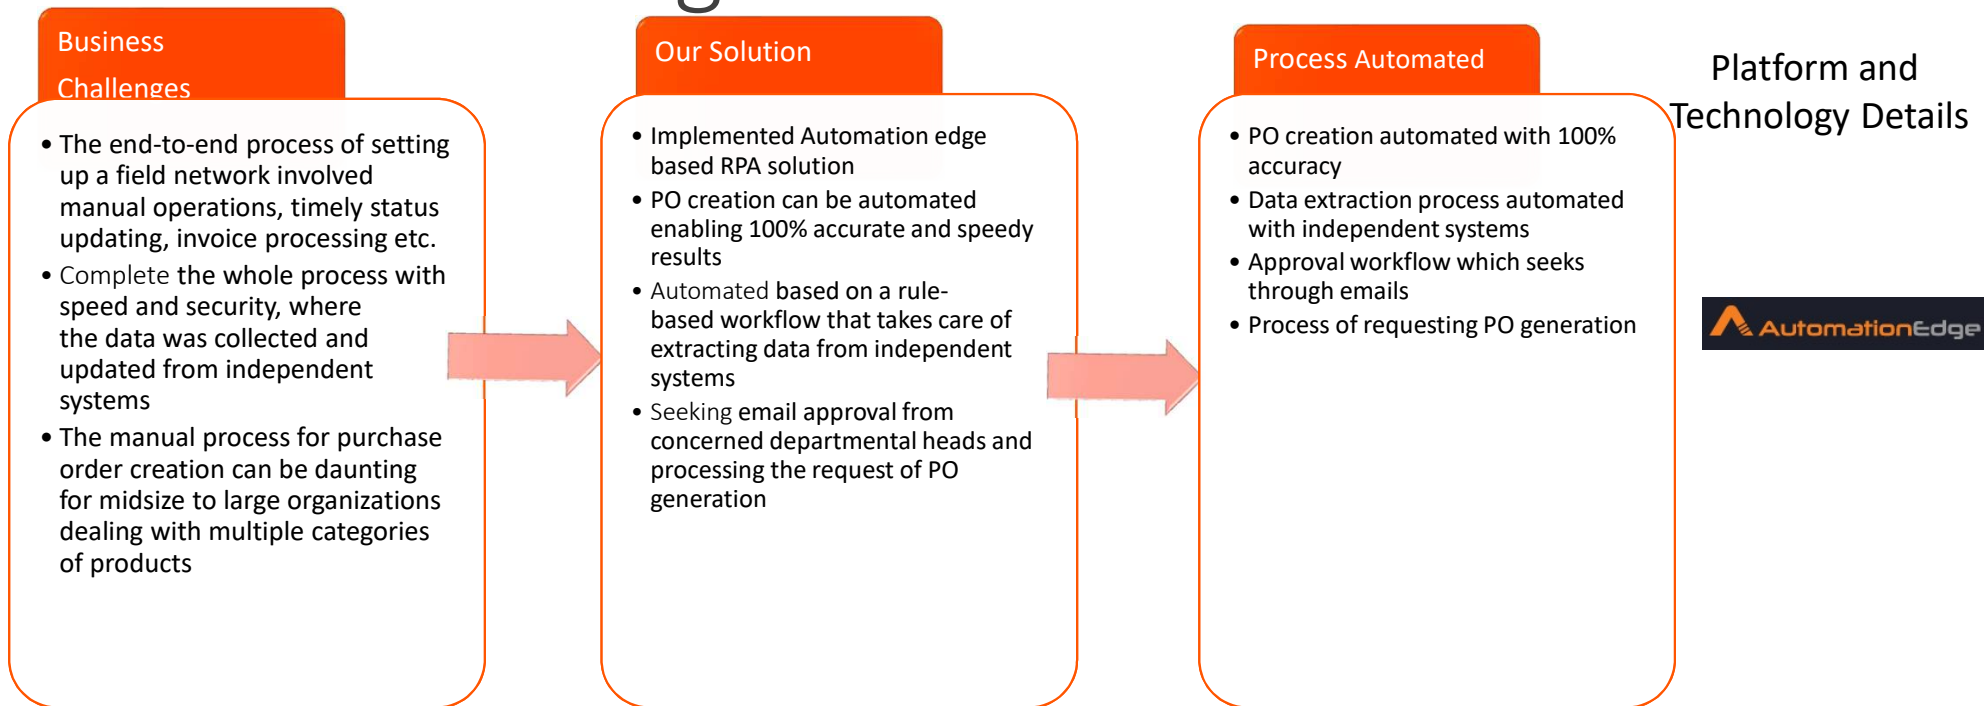 Business
Challenges
• The end-to-end process of setting
up a field network involved
manual operations, timely status
updating, invoice processing etc.
• Complete the whole process with
speed and security, where
the data was collected and
updated from independent
systems
• The manual process for purchase
order creation can be daunting
for midsize to large organizations
dealing with multiple categories
of products
Our Solution
• Implemented Automation edge
based RPA solution
• PO creation can be automated
enabling 100% accurate and speedy
results
• Automated based on a rule-
based workflow that takes care of
extracting data from independent
systems
• Seeking email approval from
concerned departmental heads and
processing the request of PO
generation
Process Automated
• PO creation automated with 100%
accuracy
• Data extraction process automated
with independent systems
• Approval workflow which seeks
through emails
• Process of requesting PO generation
Platform and
Technology Details
AutomationEdge